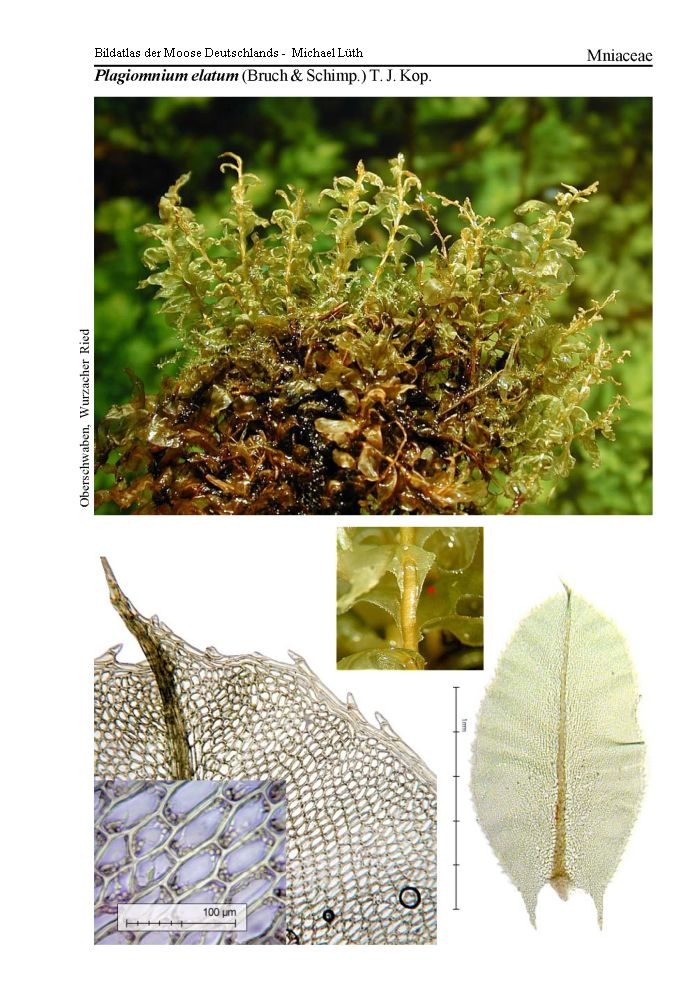 Bildatlas der Moose Deutschlands - Michael Lüth
Mniaceae
Plagiomnium elatum (Bruch & Schimp.) T. J. Kop.
Oberschwaben, Wurzacher Ried
1mm
100 µm